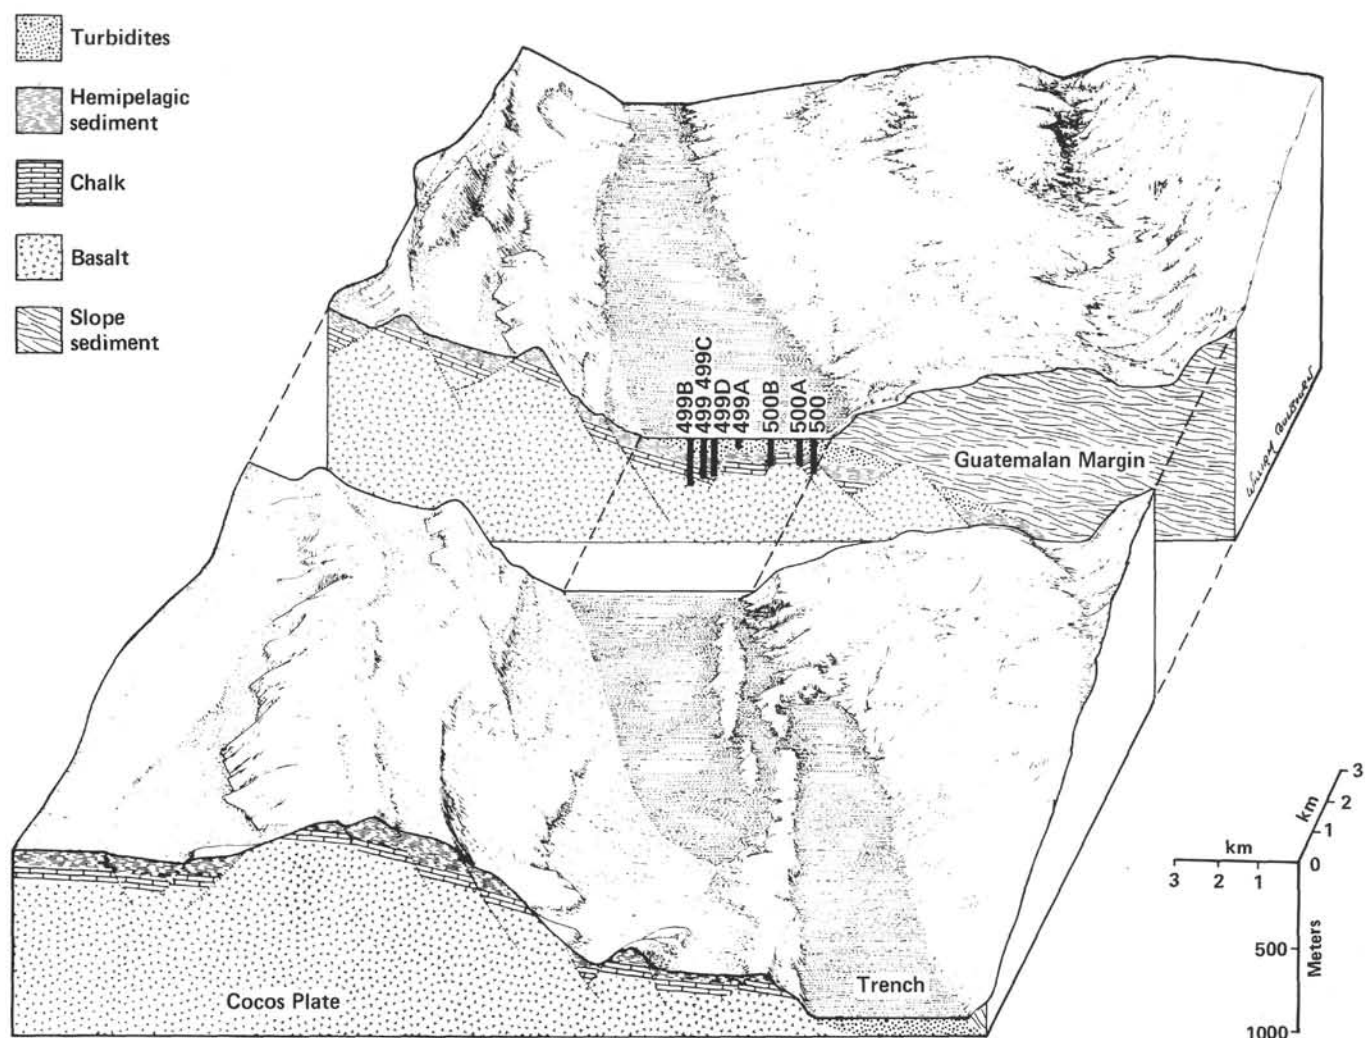 Turbidites
Hemipelagic
sediment
Chalk
Basalt
Slope
sediment
499B
499 499C
499D
499A
500B
500A
500
Guatemalan Margin
Cocos Plate
Trench
km
3 2 1 0
km
1
2
3
500
1000
Meters